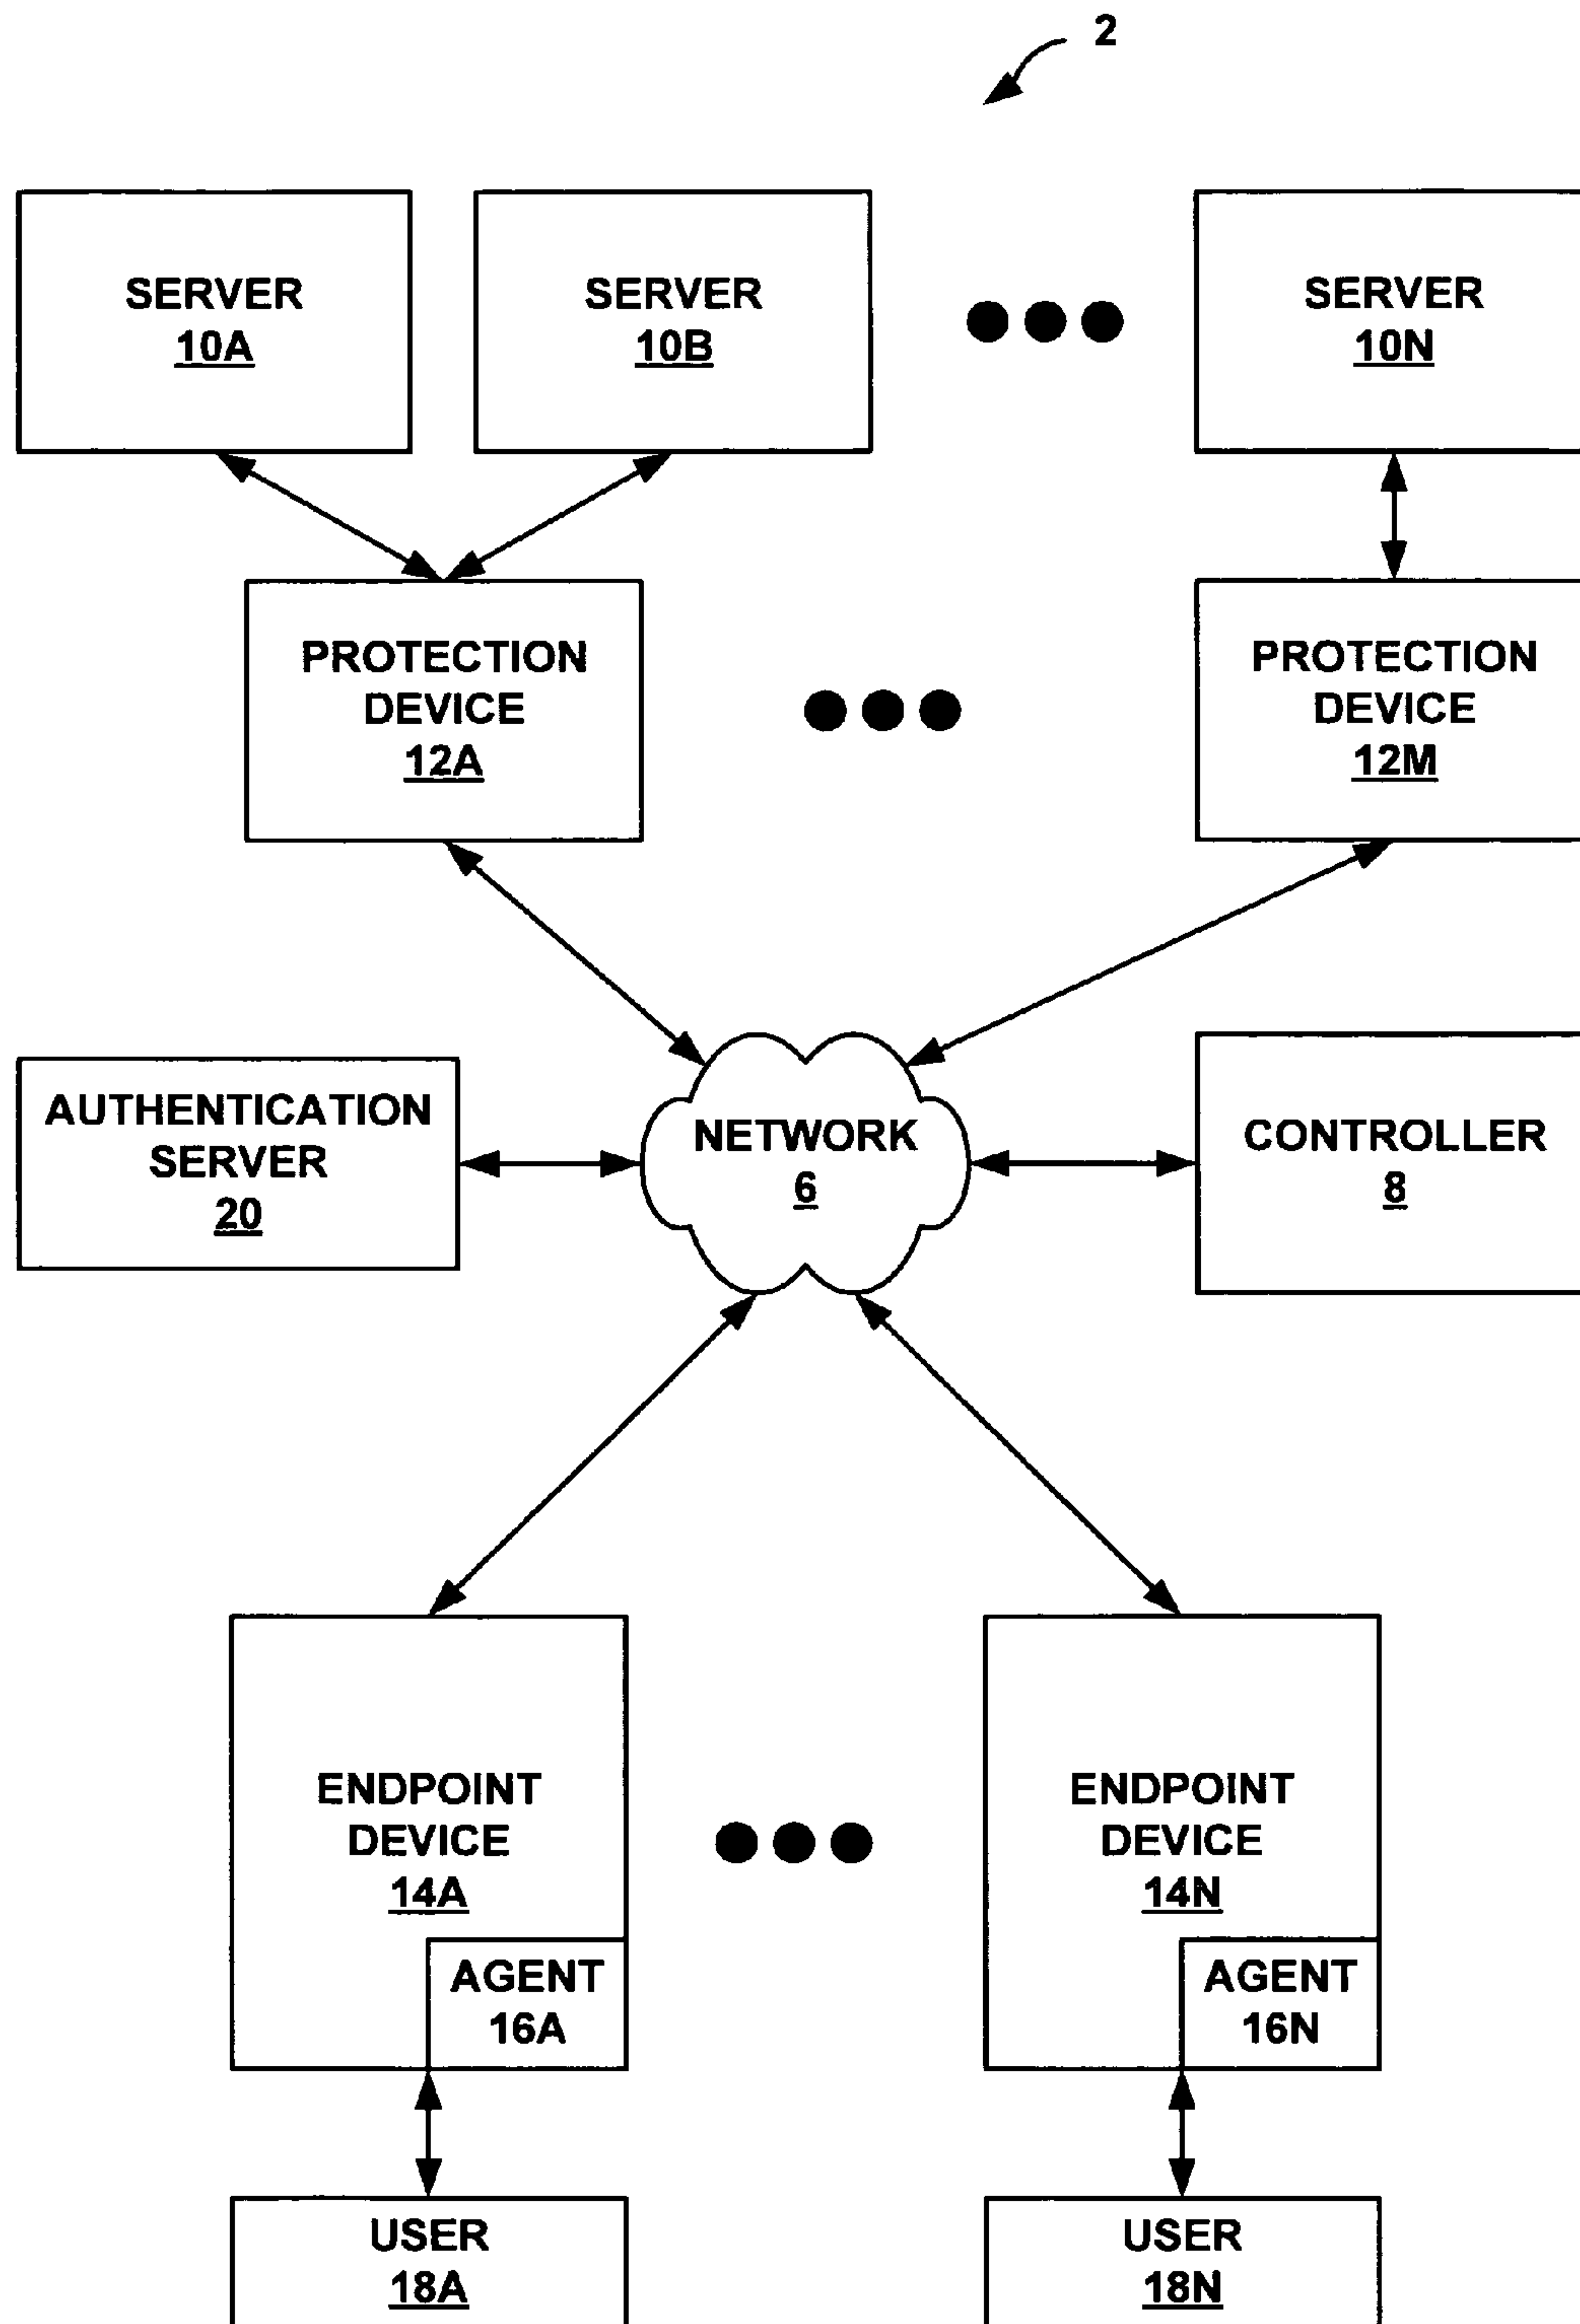 2
SERVER
10A
SERVER
10B
SERVER
10N
PROTECTION
DEVICE
12A
PROTECTION
DEVICE
12M
AUTHENTICATION
SERVER
20
NETWORK
6
CONTROLLER
8
ENDPOINT
DEVICE
14A
AGENT
16A
ENDPOINT
DEVICE
14N
AGENT
16N
USER
18A
USER
18N